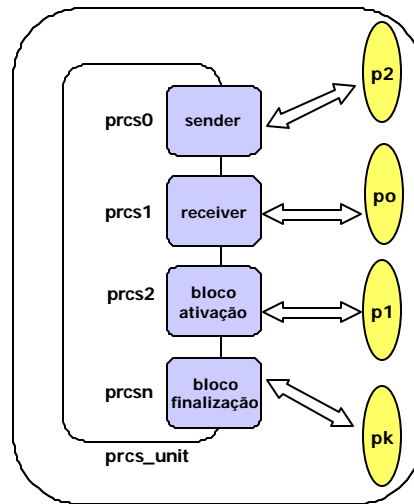 p2
prcs0
sender
po
prcs1
receiver
prcs2
bloco
ativação
p1
prcsn
bloco
finalização
pk
prcs_unit